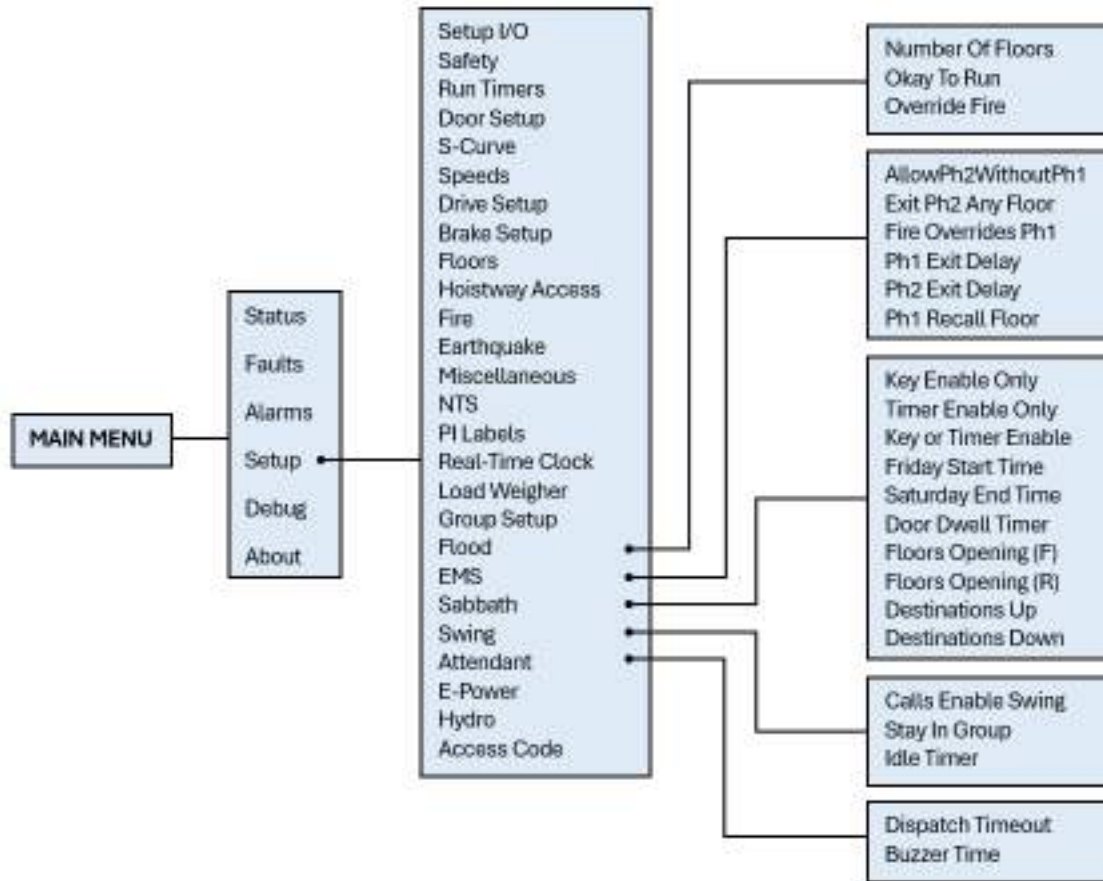 MAIN MENU
Status
Faults
Alarms
Setup
Debug
About
Setup I/O
Safety
Run Timers
Door Setup
S-Curve
Speeds
Drive Setup
Brake Setup
Floors
Hoistway Access
Fire
Earthquake
Miscellaneous
NTS
PI Labels
Real-Time Clock
Load Weigher
Group Setup
Flood
EMS
Sabbath
Swing
Attendant
E-Power
Hydro
Access Code
Number Of Floors
Okay To Run
Override Fire
AllowPh2WithoutPh1
Exit Ph2 Any Floor
Fire Overrides Ph1
Ph1 Exit Delay
Ph2 Exit Delay
Ph1 Recall Floor
Key Enable Only
Timer Enable Only
Key or Timer Enable
Friday Start Time
Saturday End Time
Door Dwell Timer
Floors Opening (F)
Floors Opening (R)
Destinations Up
Destinations Down
Calls Enable Swing
Stay In Group
Idle Timer
Dispatch Timeout
Buzzer Time